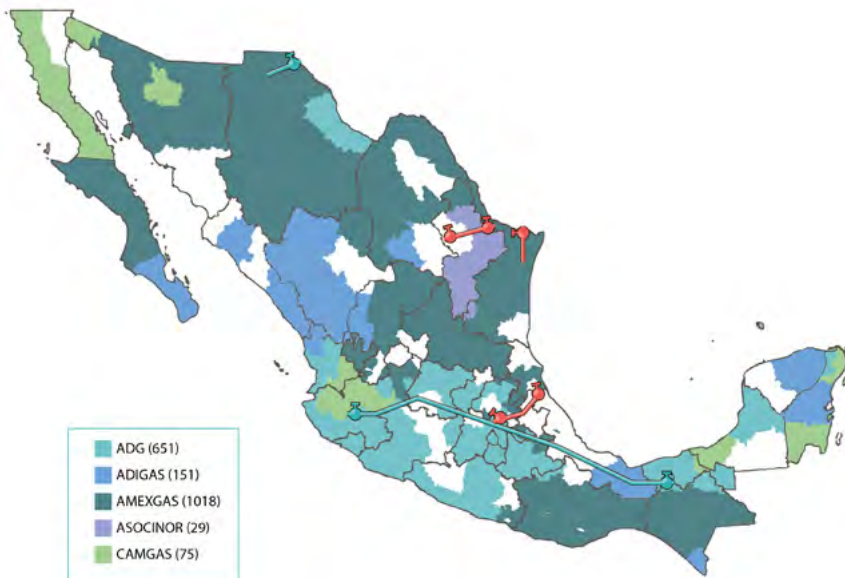 ADG (651)
ADIGAS (151)
AMEXGAS (1018)
ASOCINOR (29)
CAMGAS (75)